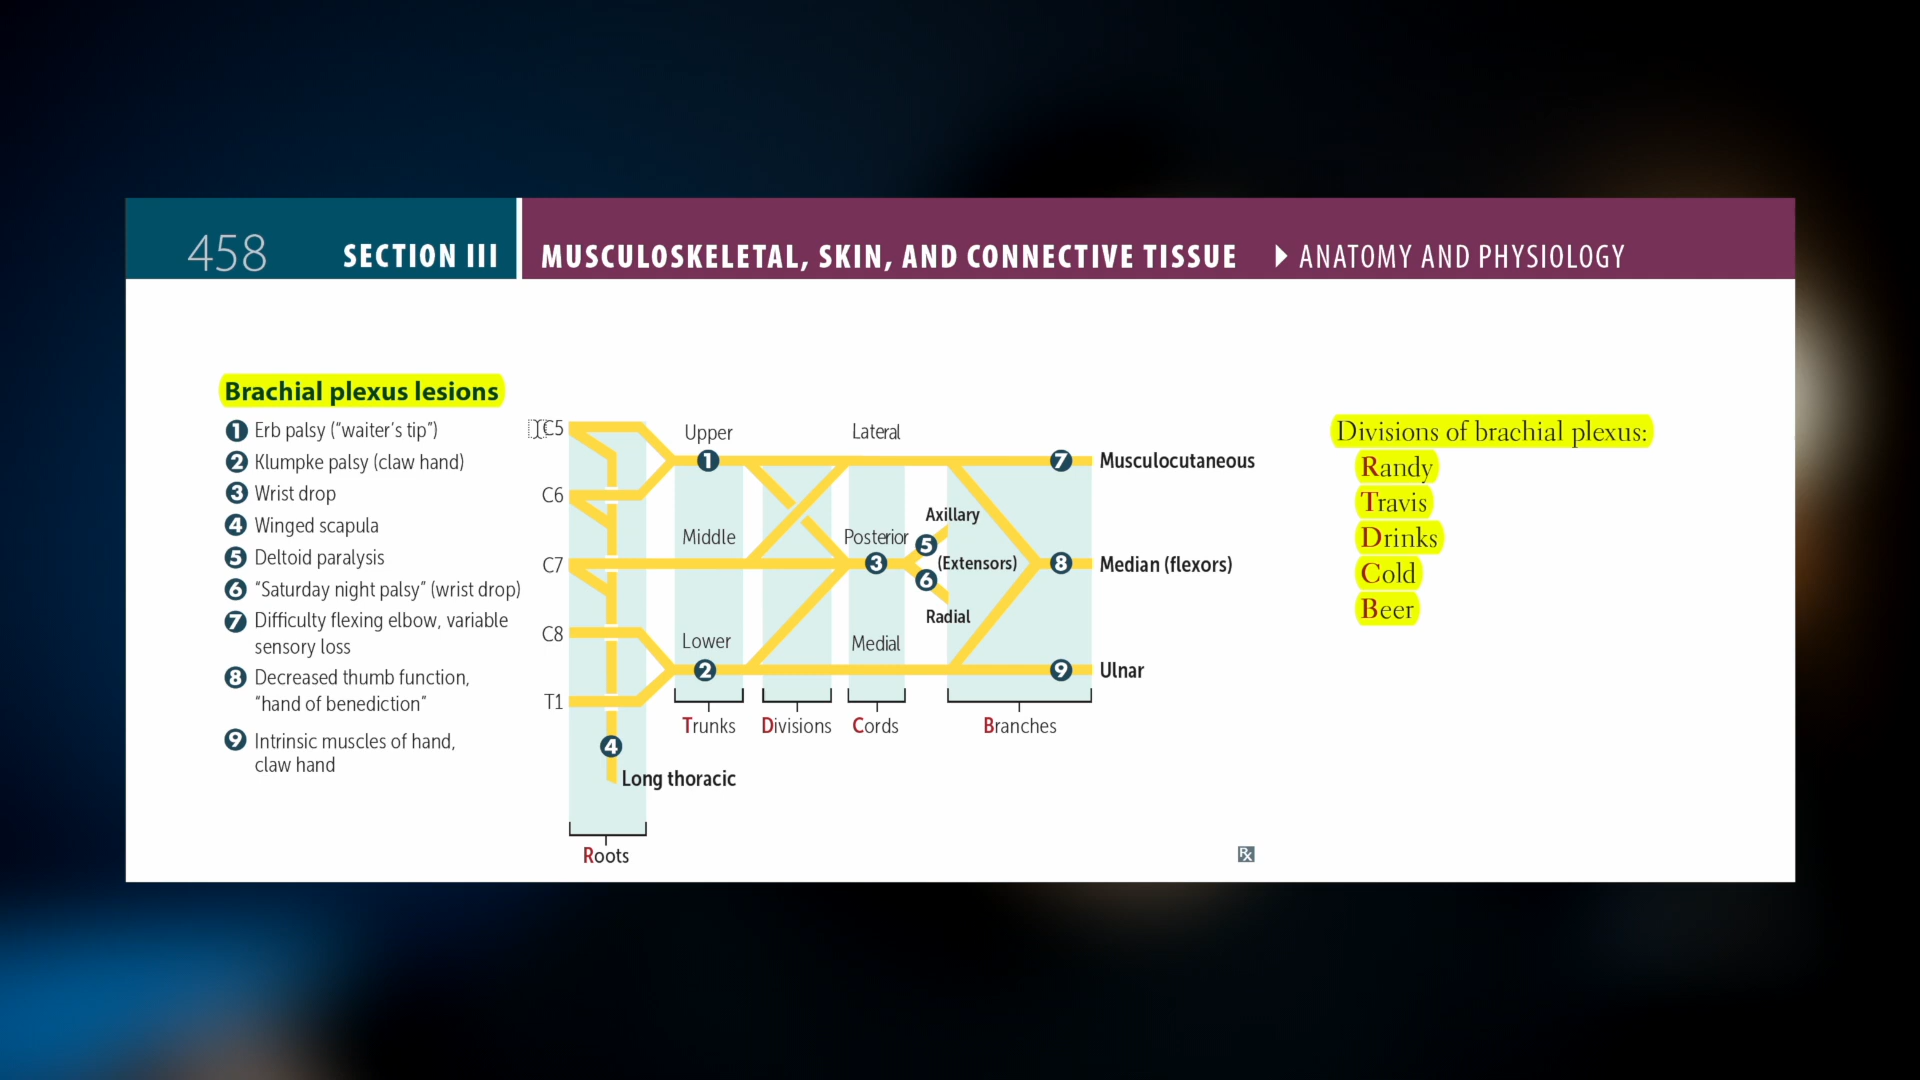 458 SECTION III MUSCULOSKELETAL, SKIN, AND CONNECTIVE TISSUE ▶ ANATOMY AND PHYSIOLOGY
Brachial plexus lesions
1 Erb palsy (“waiter’s tip”)
2 Klumpke palsy (claw hand)
3 Wrist drop
4 Winged scapula
5 Deltoid paralysis
6 “Saturday night palsy” (wrist drop)
7 Difficulty flexing elbow, variable
sensory loss
8 Decreased thumb function,
“hand of benediction”
9 Intrinsic muscles of hand,
claw hand
C5
C6
C7
C8
T1
Upper
1
Middle
Lower
2
Lateral
Posterior
3
Medial
Axillary
5
(Extensors)
6
Radial
7 Musculocutaneous
8 Median (flexors)
9 Ulnar
4
Long thoracic
Roots
Trunks
Divisions
Cords
Branches
Rx
Divisions of brachial plexus:
Randy
Travis
Drinks
Cold
Beer